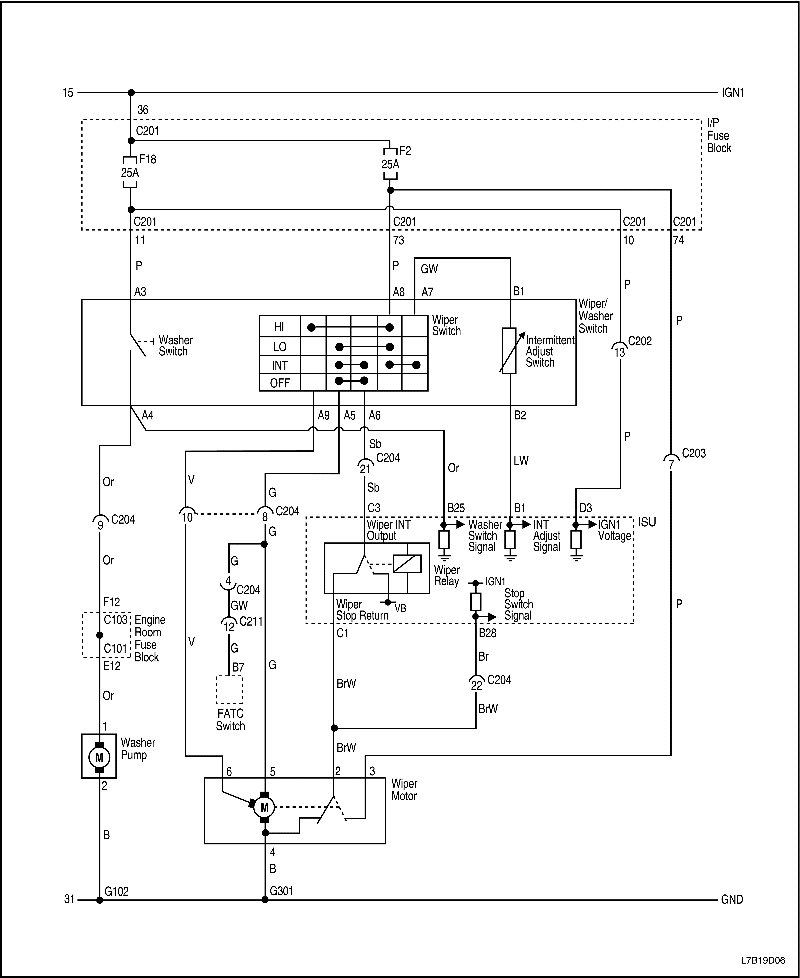 15 IGN1
36
C201
I/P
Fuse
Block
F18
25A
F2
25A
C201 C201 C201 C201
11 73 10 74
P P GW P P
A3 A8 A7 B1
Wiper/
Washer
Switch
Washer
Switch
HI
LO
INT
OFF
Wiper
Switch
Intermittent
Adjust
Switch
13 C202
A4 A9 A5 A6 B2
Sb
P
21 C204
7 C203
Or V G Sb Or LW
9 C204
10 8 C204
C3 B25 B1 D3
ISU
Wiper INT
Output
Washer
Switch
Signal
INT
Adjust
Signal
IGN1
Voltage
G
Or G
4 C204
GW
12 C211
G
B7
FATC
Switch
Wiper
Relay
IGN1
Stop
Switch
Signal
VB
Wiper
Stop Return
F12
C103
C101
E12
Engine
Room
Fuse
Block
C1 B28
P
V G
Br
22 C204
BrW
BrW
BrW
Or
1
M
2
Washer
Pump
6 5 2 3
M
4
Wiper
Motor
B B
31 G102 G301 GND
L7B19D06